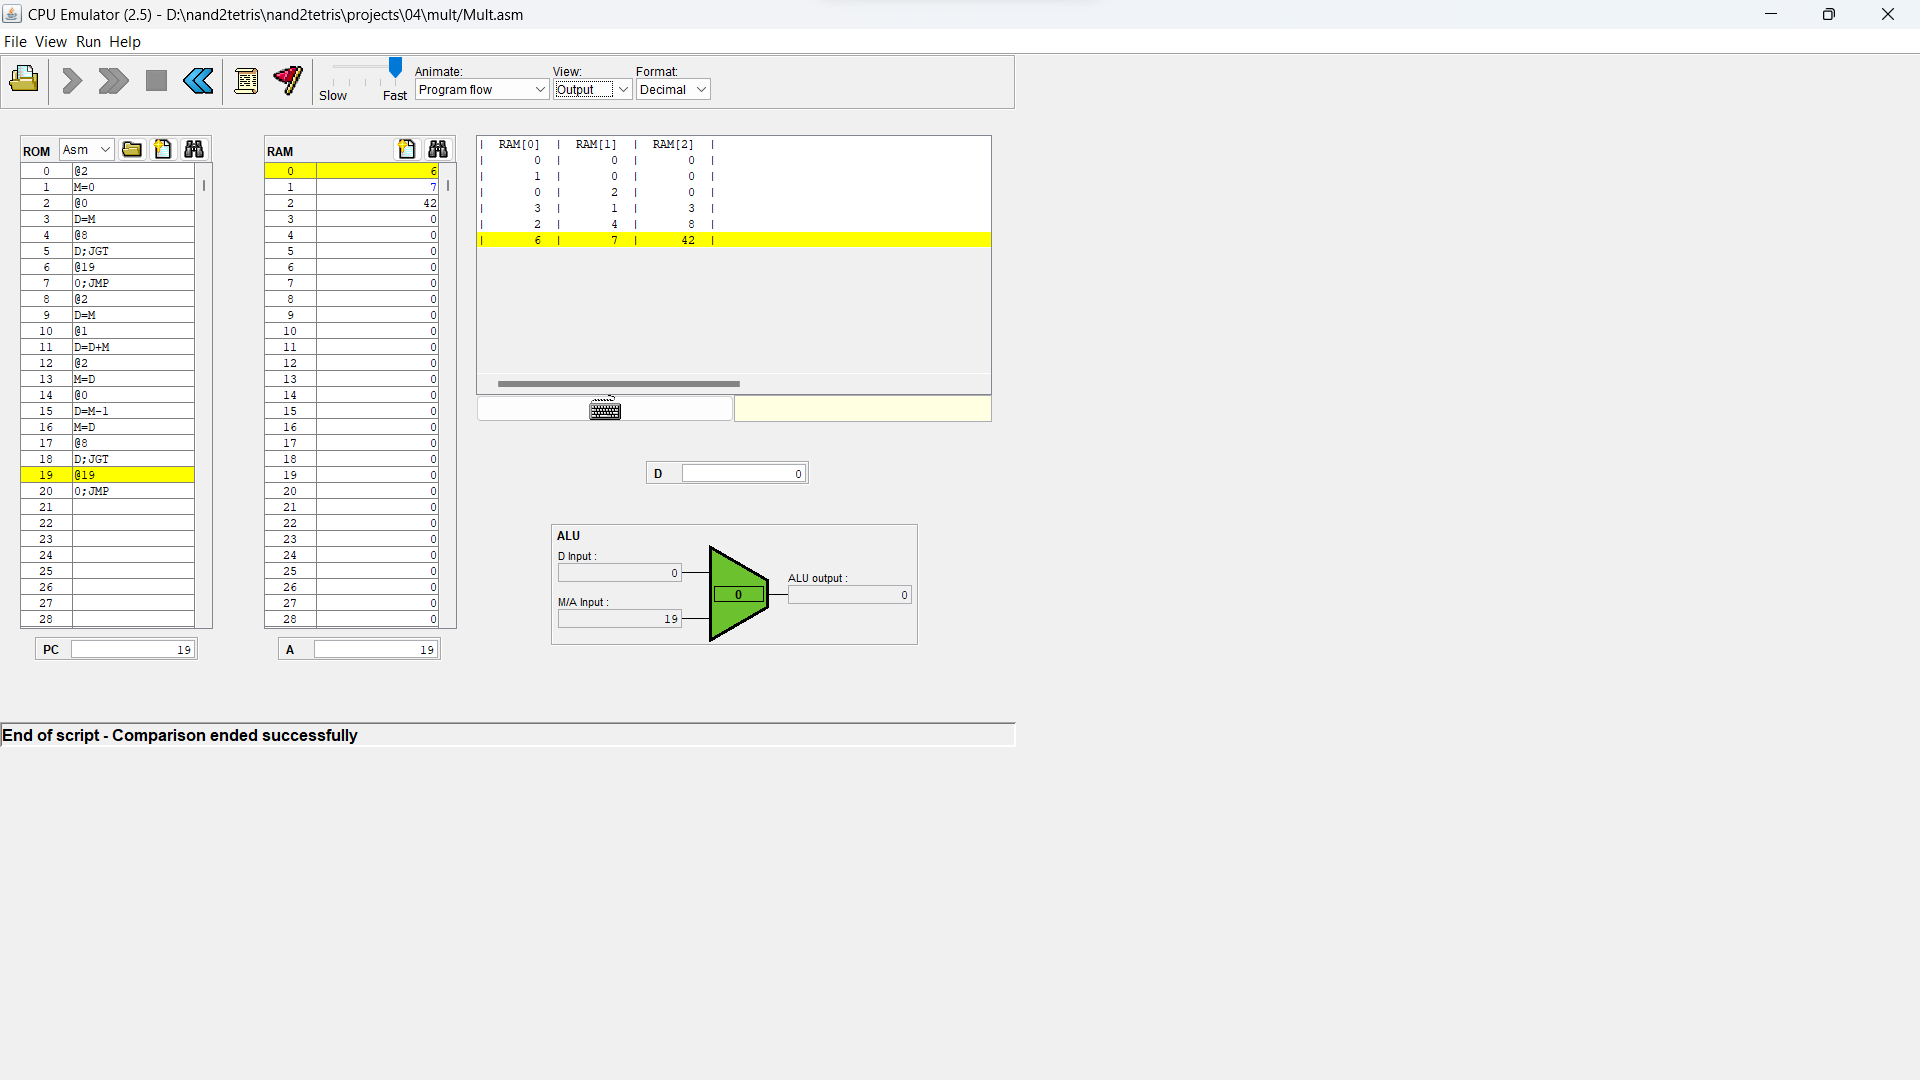 CPU Emulator (2.5) - D:\nand2tetris\nand2tetris\projects\04\mult/Mult.asm
File View Run Help
Animate: View: Format:
Program flow Output Decimal
Slow Fast
ROM Asm
0 @2
1 M=0
2 @0
3 D=M
4 @8
5 D;JGT
6 @19
7 0;JMP
8 @2
9 D=M
10 @1
11 D=D+M
12 @2
13 M=D
14 @0
15 D=M-1
16 M=D
17 @8
18 D;JGT
19 @19
20 0;JMP
21
22
23
24
25
26
27
28
PC 19
RAM
0 6
1 7
2 42
3 0
4 0
5 0
6 0
7 0
8 0
9 0
10 0
11 0
12 0
13 0
14 0
15 0
16 0
17 0
18 0
19 0
20 0
21 0
22 0
23 0
24 0
25 0
26 0
27 0
28 0
A 19
| RAM[0] | RAM[1] | RAM[2] |
| 0 | 0 | 0 |
| 1 | 0 | 0 |
| 0 | 2 | 0 |
| 3 | 1 | 3 |
| 2 | 4 | 8 |
| 6 | 7 | 42 |
D 0
ALU
D Input :
0
M/A Input :
19
0
ALU output :
0
End of script - Comparison ended successfully